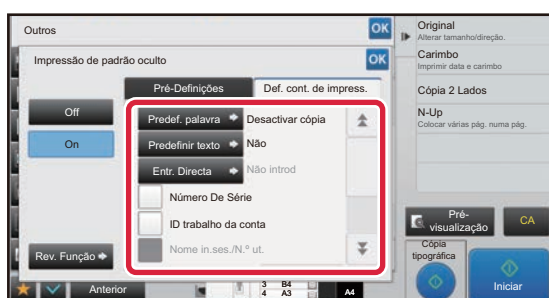 Outros
OK
Impressão de padrão oculto
OK
Pré-Definições
Def. cont. de impress.
Off
On
Rev. Função
Predef. palavra
Desactivar cópia
Predefinir texto
Não
Entr. Directa
Não introd
Número De Série
ID trabalho da conta
Nome in.ses./N.º ut.
Anterior
3 B4
4 A3
A4
Original
Alterar tamanho/direção.
Carimbo
Imprimir data e carimbo
Cópia 2 Lados
N-Up
Colocar várias pág. numa pág.
Pré-
visualização
CA
Cópia
tipográfica
Iniciar